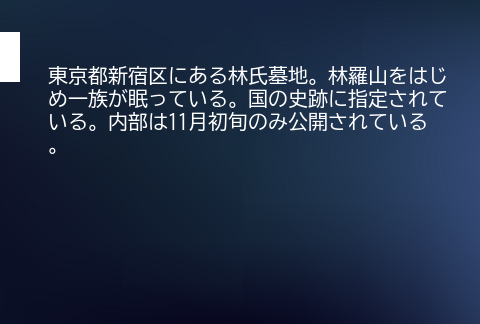 東京都新宿区にある林氏墓地。林羅山をはじ
め一族が眠っている。国の史跡に指定されて
いる。内部は11月初旬のみ公開されている
。